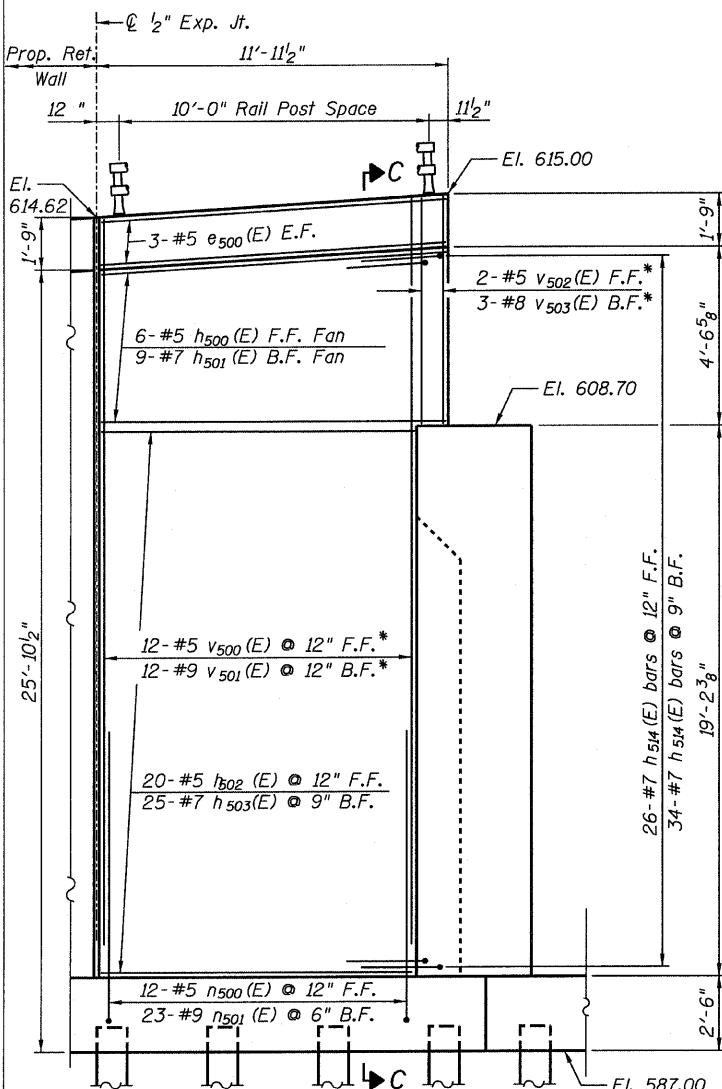 ℄ ½" Exp. Jt.
Prop. Ret.
Wall
11'-11½"
12 "
10'-0" Rail Post Space
11½"
C
El. 615.00
El.
614.62
1'-9"
1'-9"
3-#5 e500(E) E.F.
2-#5 v502(E) F.F.*
3-#8 v503(E) B.F.*
6-#5 h500(E) F.F. Fan
9-#7 h501(E) B.F. Fan
4'-6⅝"
El. 608.70
25'-10½"
12-#5 v500(E) @ 12" F.F.*
12-#9 v501(E) @ 12" B.F.*
26-#7 h514(E) bars @ 12" F.F.
34-#7 h514(E) bars @ 9" B.F.
19'-2⅜"
20-#5 h502 (E) @ 12" F.F.
25-#7 h503(E) @ 9" B.F.
12-#5 n500(E) @ 12" F.F.
23-#9 n501 (E) @ 6" B.F.
2'-6"
C
El. 587.00